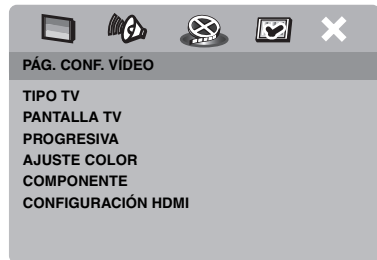 PÁG. CONF. VÍDEO
TIPO TV
PANTALLA TV
PROGRESIVA
AJUSTE COLOR
COMPONENTE
CONFIGURACIÓN HDMI